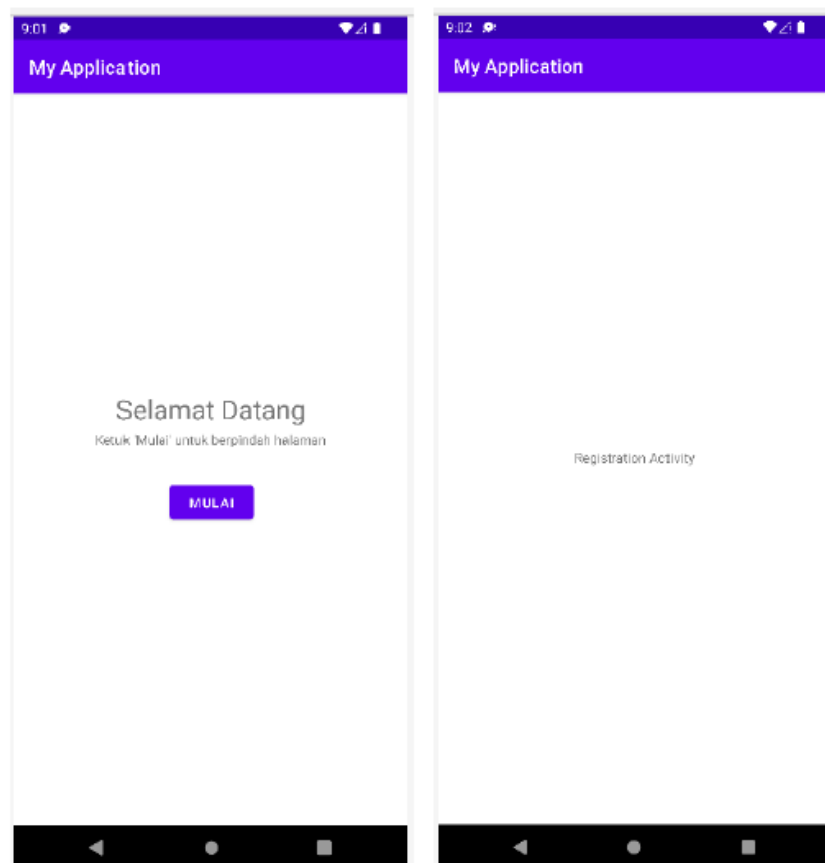 9:01
My Application
Selamat Datang
Ketuk 'Mulai' untuk berpindah halaman
MULAI
9:02
My Application
Registration Activity